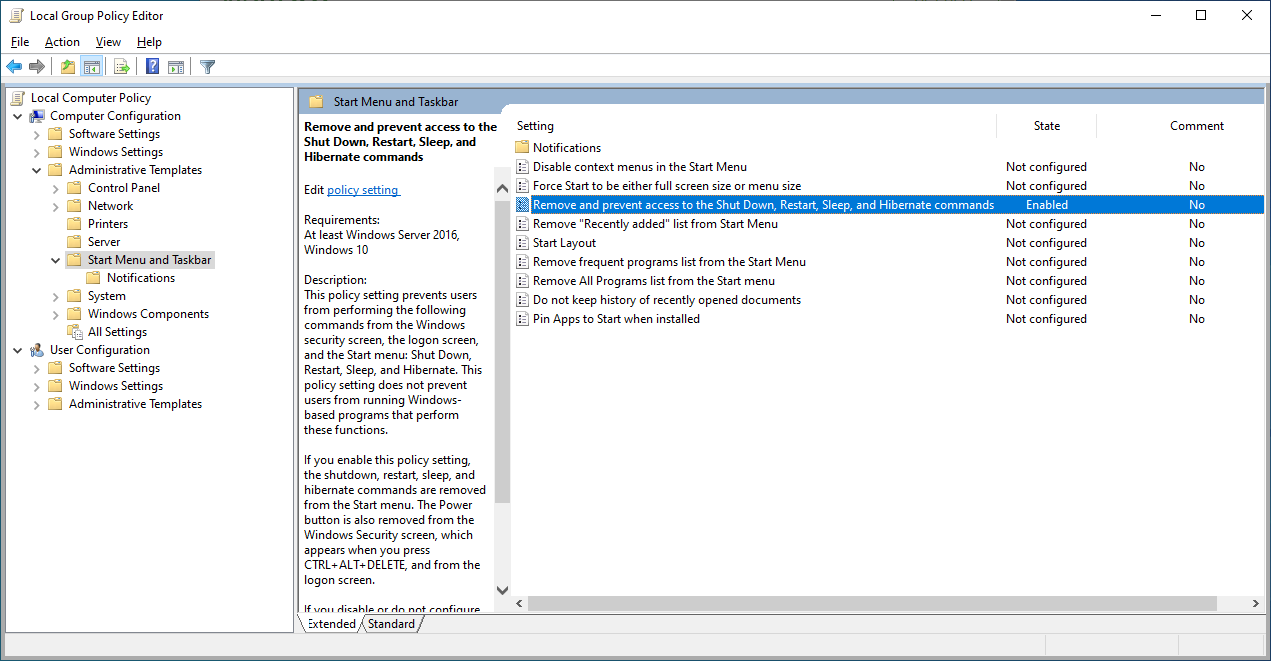 Local Group Policy Editor
File Action View Help
Local Computer Policy
Computer Configuration
Software Settings
Windows Settings
Administrative Templates
Control Panel
Network
Printers
Server
Start Menu and Taskbar
Notifications
System
Windows Components
All Settings
User Configuration
Software Settings
Windows Settings
Administrative Templates
Start Menu and Taskbar
Remove and prevent access to the
Shut Down, Restart, Sleep, and
Hibernate commands
Edit policy setting
Requirements:
At least Windows Server 2016,
Windows 10
Description:
This policy setting prevents users
from performing the following
commands from the Windows
security screen, the logon screen,
and the Start menu: Shut Down,
Restart, Sleep, and Hibernate. This
policy setting does not prevent
users from running Windows-
based programs that perform
these functions.
If you enable this policy setting,
the shutdown, restart, sleep, and
hibernate commands are removed
from the Start menu. The Power
button is also removed from the
Windows Security screen, which
appears when you press
CTRL+ALT+DELETE, and from the
logon screen.
If you disable or do not configure
Setting State Comment
Notifications
Disable context menus in the Start Menu Not configured No
Force Start to be either full screen size or menu size Not configured No
Remove and prevent access to the Shut Down, Restart, Sleep, and Hibernate commands Enabled No
Remove "Recently added" list from Start Menu Not configured No
Start Layout Not configured No
Remove frequent programs list from the Start Menu Not configured No
Remove All Programs list from the Start menu Not configured No
Do not keep history of recently opened documents Not configured No
Pin Apps to Start when installed Not configured No
Extended Standard